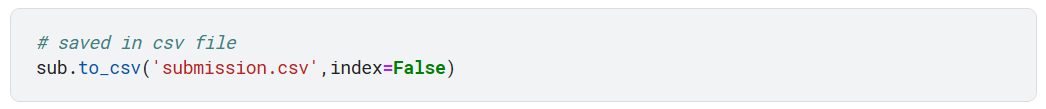 # saved in csv file
sub.to_csv('submission.csv',index=False)